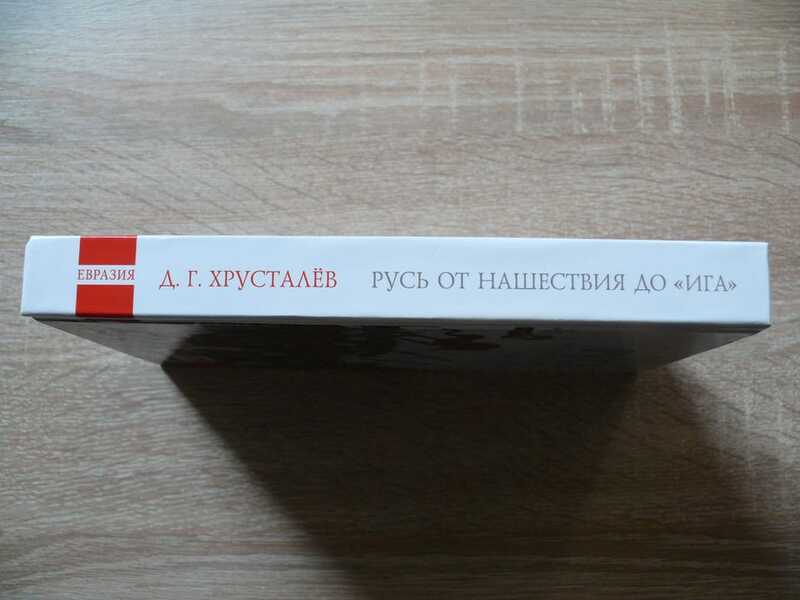 ЕВРАЗИЯ
Д. Г. ХРУСТАЛЁВ РУСЬ ОТ НАШЕСТВИЯ ДО «ИГА»